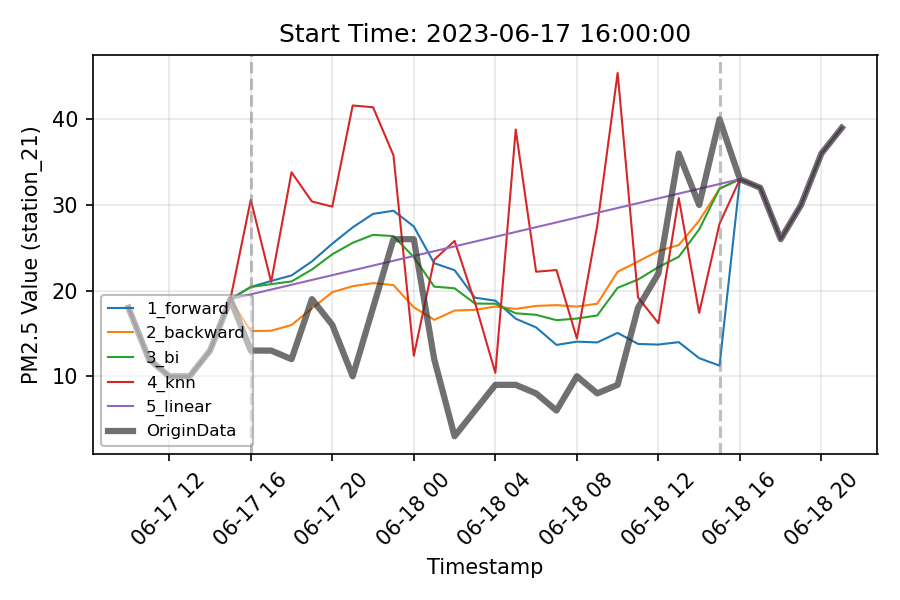 Start Time: 2023-06-17 16:00:00
PM2.5 Value (station_21)
40
30
20
10
1_forward
2_backward
3_bi
4_knn
5_linear
OriginData
06-17 12
06-17 16
06-17 20
06-18 00
06-18 04
06-18 08
06-18 12
06-18 16
06-18 20
Timestamp